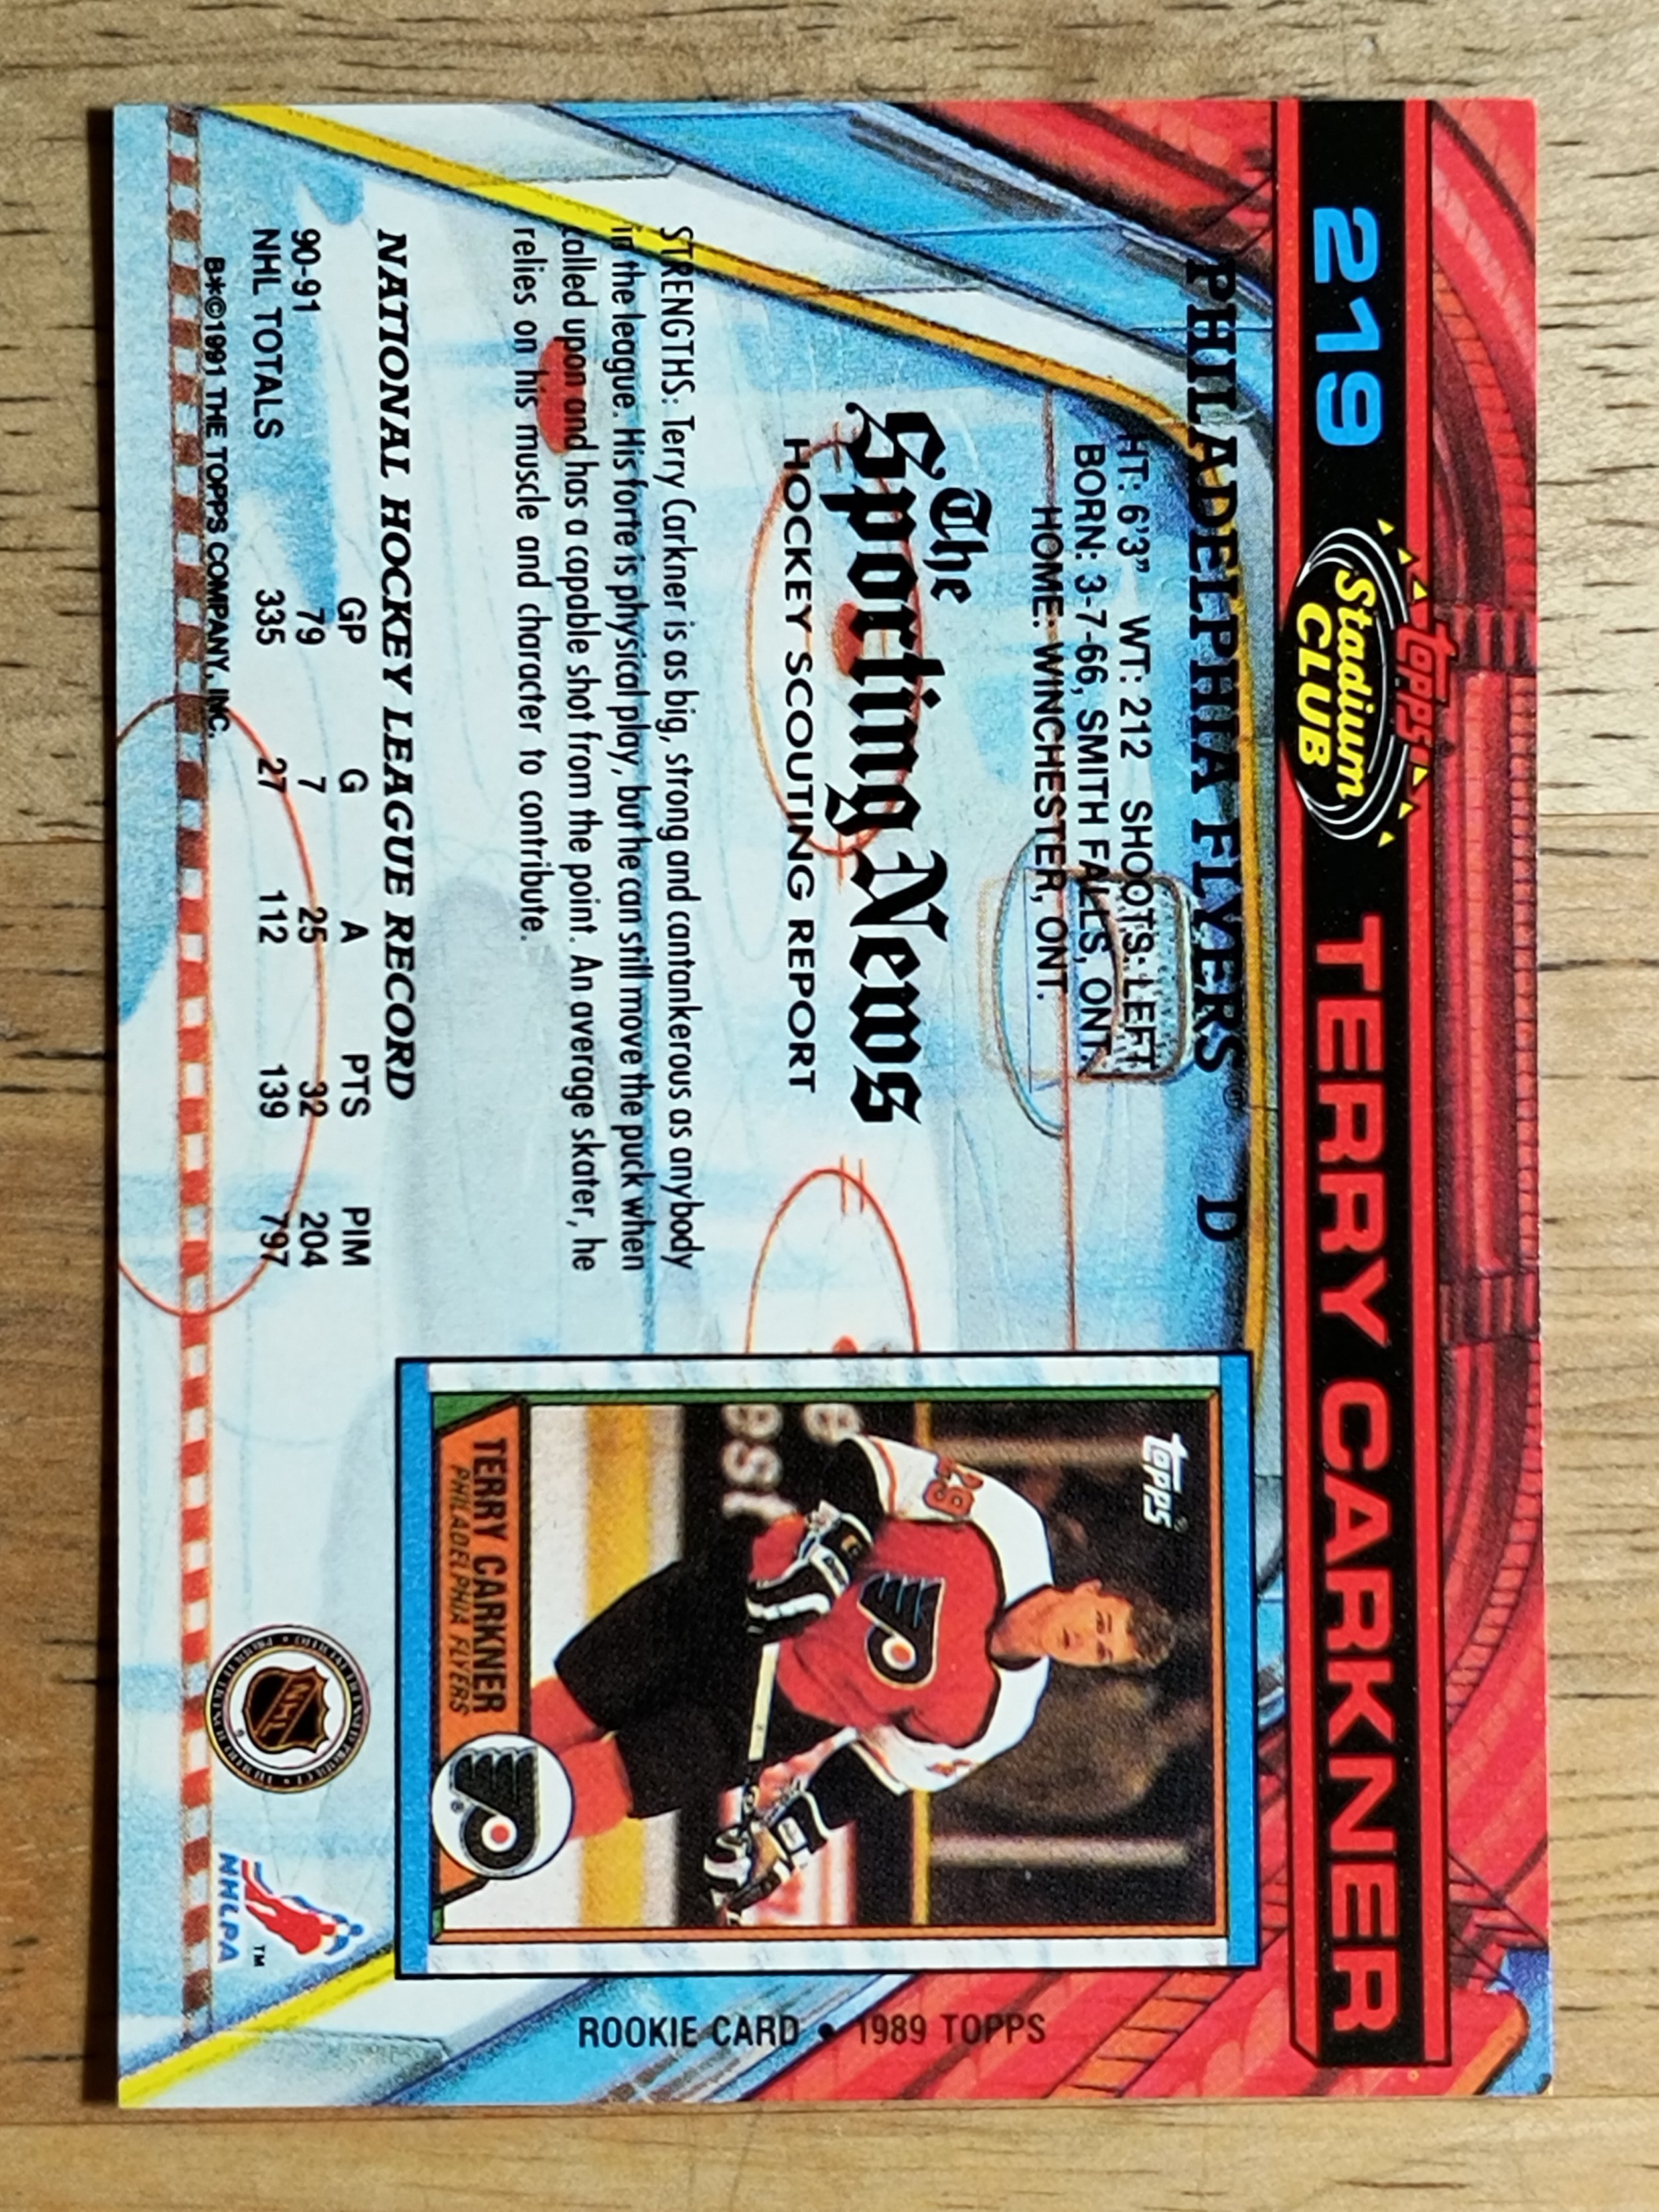 219
topps
Stadium
CLUB
TERRY CARKNER
PHILADELPHIA FLYERS® D
HT: 6'3" WT: 212 SHOOTS: LEFT
BORN: 3-7-66, SMITH FALLS, ONT.
HOME: WINCHESTER, ONT.
The
Sporting News
HOCKEY SCOUTING REPORT
STRENGTHS: Terry Carkner is as big, strong and cantankerous as anybody
in the league. His forte is physical play, but he can still move the puck when
called upon and has a capable shot from the point. An average skater, he
relies on his muscle and character to contribute.
NATIONAL HOCKEY LEAGUE RECORD
GP G A PTS PIM
90-91 79 7 25 32 204
NHL TOTALS 335 27 112 139 797
B*©1991 THE TOPPS COMPANY, INC.
topps®
29
e
est
TERRY CARKNER
PHILADELPHIA FLYERS
®
ROOKIE CARD • 1989 TOPPS
NHL
®
NHLPA
™